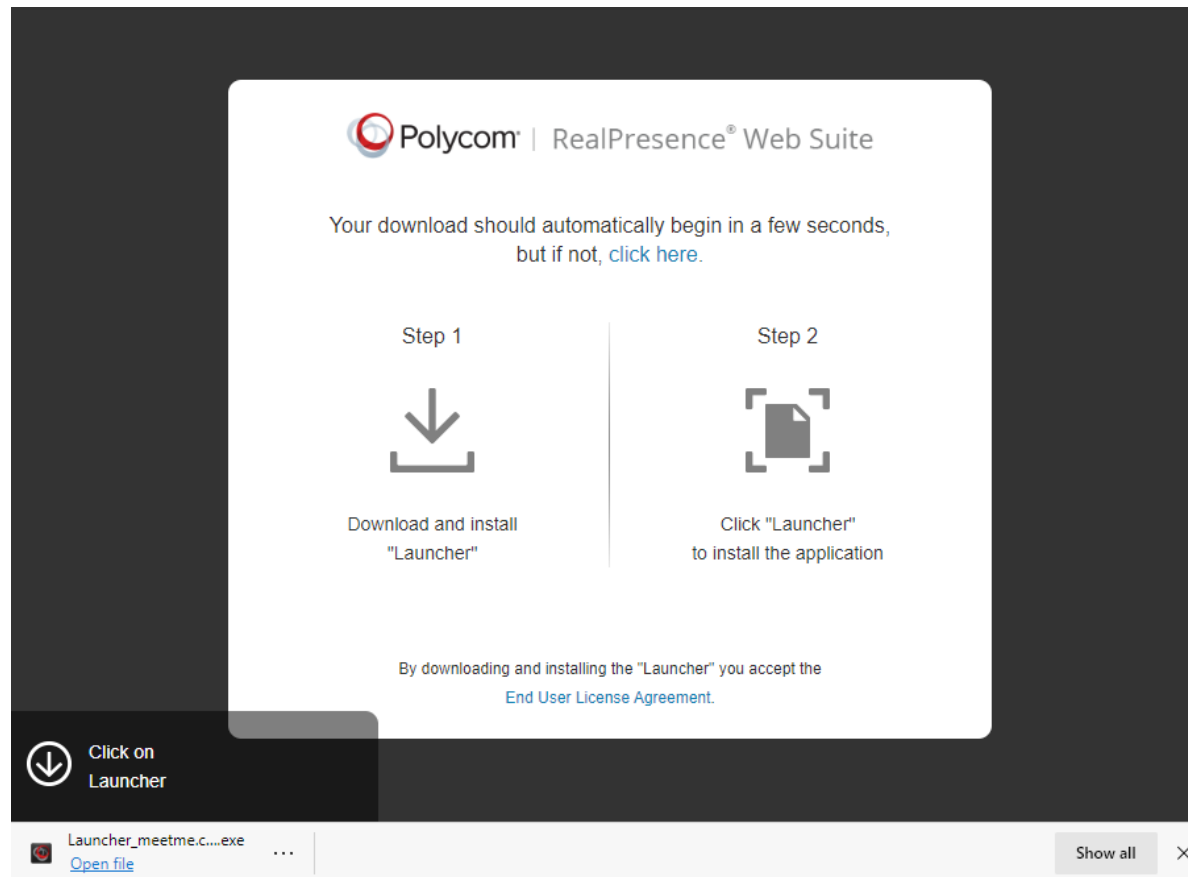 Polycom® | RealPresence® Web Suite
Your download should automatically begin in a few seconds,
but if not, click here.
Step 1
Download and install
"Launcher"
Step 2
Click "Launcher"
to install the application
By downloading and installing the "Launcher" you accept the
End User License Agreement.
Click on
Launcher
Launcher_meetme.c....exe
Open file
...
Show all